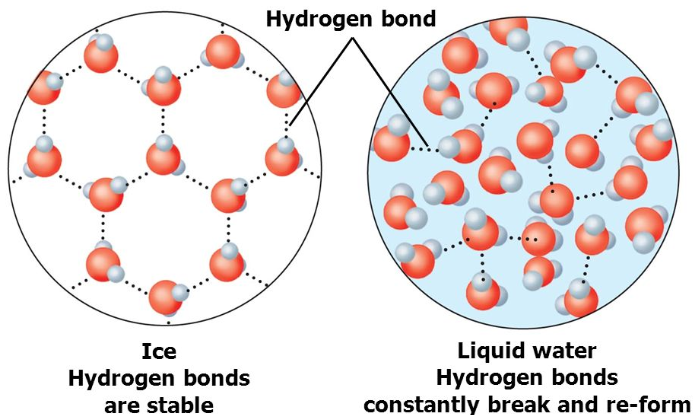 Hydrogen bond
Ice
Hydrogen bonds
are stable
Liquid water
Hydrogen bonds
constantly break and re-form